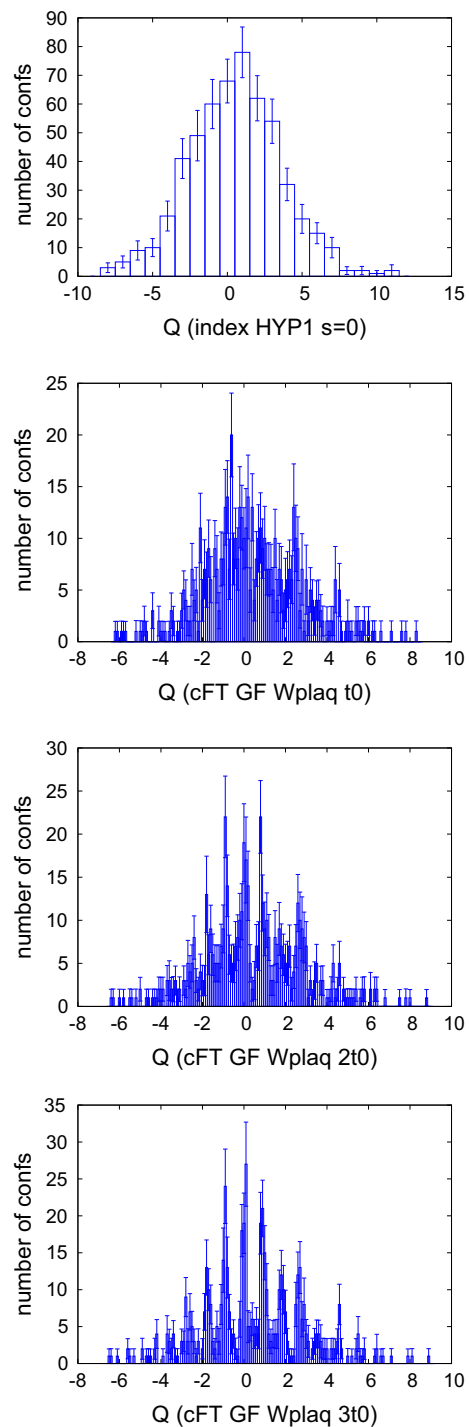 90
80
70
60
50
40
30
20
10
0
number of confs
-10 -5 0 5 10 15
Q (index HYP1 s=0)
25
20
15
10
5
0
number of confs
-8 -6 -4 -2 0 2 4 6 8 10
Q (cFT GF Wplaq t0)
30
25
20
15
10
5
0
number of confs
-8 -6 -4 -2 0 2 4 6 8 10
Q (cFT GF Wplaq 2t0)
35
30
25
20
15
10
5
0
number of confs
-8 -6 -4 -2 0 2 4 6 8 10
Q (cFT GF Wplaq 3t0)